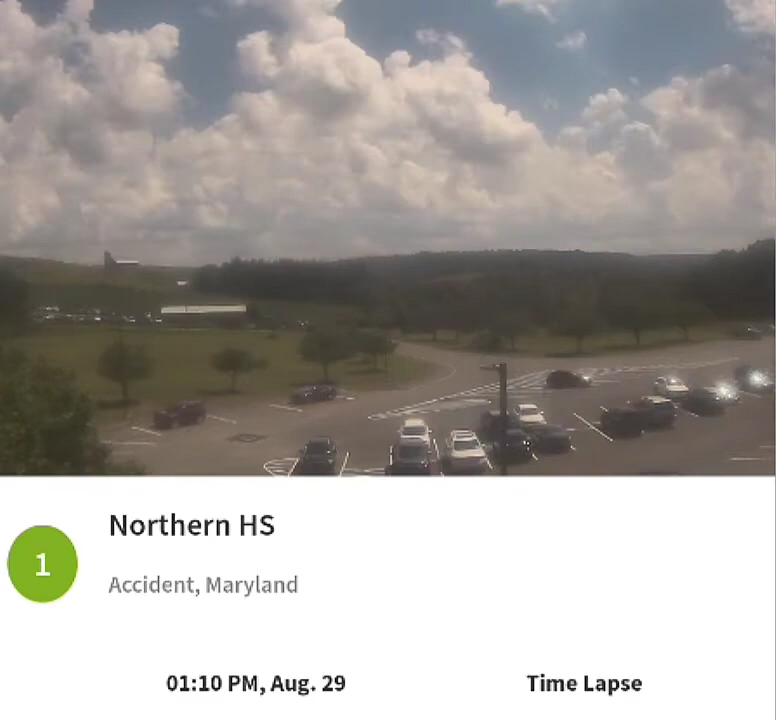 Northern HS
1
Accident, Maryland
01:10 PM, Aug. 29
Time Lapse